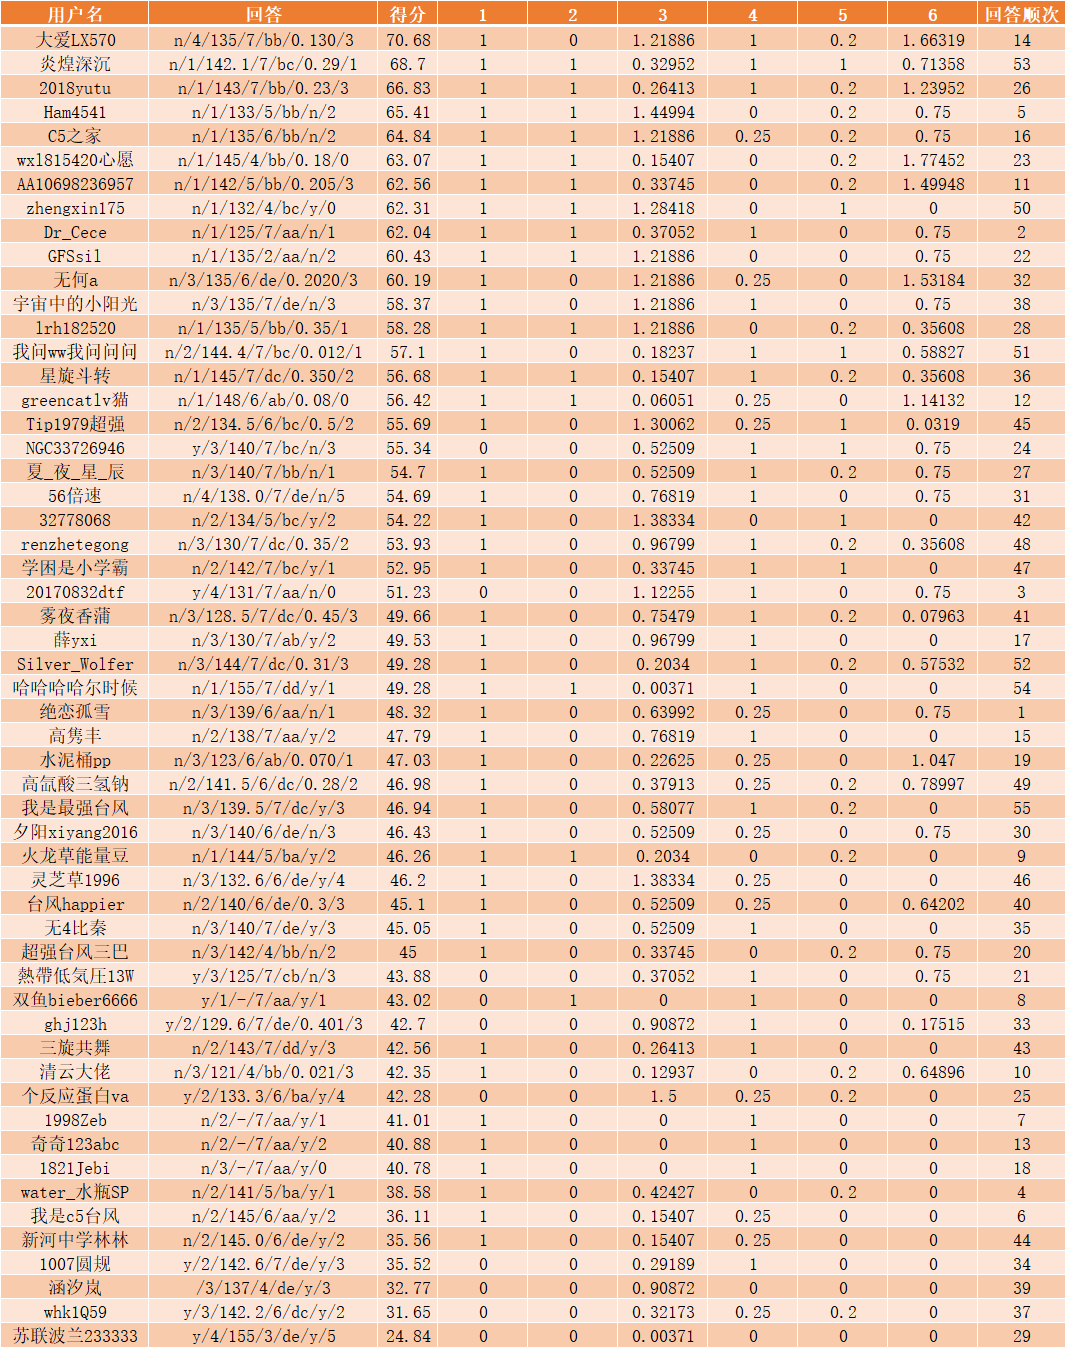 用户名 回答 得分 1 2 3 4 5 6 回答顺次
大爱LX570 n/4/135/7/bb/0.130/3 70.68 1 0 1.21886 1 0.2 1.66319 14
炎煌深沉 n/1/142.1/7/bc/0.29/1 68.7 1 1 0.32952 1 1 0.71358 53
2018yutu n/1/143/7/bb/0.23/3 66.83 1 1 0.26413 1 0.2 1.23952 26
Ham4541 n/1/133/5/bb/n/2 65.41 1 1 1.44994 0 0.2 0.75 5
C5之家 n/1/135/6/bb/n/2 64.84 1 1 1.21886 0.25 0.2 0.75 16
wxl815420心愿 n/1/145/4/bb/0.18/0 63.07 1 1 0.15407 0 0.2 1.77452 23
AA10698236957 n/1/142/5/bb/0.205/3 62.56 1 1 0.33745 0 0.2 1.49948 11
zhengxin175 n/1/132/4/bc/y/0 62.31 1 1 1.28418 0 1 0 50
Dr_Cece n/1/125/7/aa/n/1 62.04 1 1 0.37052 1 0 0.75 2
GFSsil n/1/135/2/aa/n/2 60.43 1 1 1.21886 0 0 0.75 22
无何a n/3/135/6/de/0.2020/3 60.19 1 0 1.21886 0.25 0 1.53184 32
宇宙中的小阳光 n/3/135/7/de/n/3 58.37 1 0 1.21886 1 0 0.75 38
lrh182520 n/1/135/5/bb/0.35/1 58.28 1 1 1.21886 0 0.2 0.35608 28
我问ww我问问问 n/2/144.4/7/bc/0.012/1 57.1 1 0 0.18237 1 1 0.58827 51
星旋斗转 n/1/145/7/dc/0.350/2 56.68 1 1 0.15407 1 0.2 0.35608 36
greencatlv猫 n/1/148/6/ab/0.08/0 56.42 1 1 0.06051 0.25 0 1.14132 12
Tip1979超强 n/2/134.5/6/bc/0.5/2 55.69 1 0 1.30062 0.25 1 0.0319 45
NGC33726946 y/3/140/7/bc/n/3 55.34 0 0 0.52509 1 1 0.75 24
夏_夜_星_辰 n/3/140/7/bb/n/1 54.7 1 0 0.52509 1 0.2 0.75 27
56倍速 n/4/138.0/7/de/n/5 54.69 1 0 0.76819 1 0 0.75 31
32778068 n/2/134/5/bc/y/2 54.22 1 0 1.38334 0 1 0 42
renzhetegong n/3/130/7/dc/0.35/2 53.93 1 0 0.96799 1 0.2 0.35608 48
学困是小学霸 n/2/142/7/bc/y/1 52.95 1 0 0.33745 1 1 0 47
20170832dtf y/4/131/7/aa/n/0 51.23 0 0 1.12255 1 0 0.75 3
雾夜香蒲 n/3/128.5/7/dc/0.45/3 49.66 1 0 0.75479 1 0.2 0.07963 41
薛yxi n/3/130/7/ab/y/2 49.53 1 0 0.96799 1 0 0 17
Silver_Wolfer n/3/144/7/dc/0.31/3 49.28 1 0 0.2034 1 0.2 0.57532 52
哈哈哈哈尔时候 n/1/155/7/dd/y/1 49.28 1 1 0.00371 1 0 0 54
绝恋孤雪 n/3/139/6/aa/n/1 48.32 1 0 0.63992 0.25 0 0.75 1
高隽丰 n/2/138/7/aa/y/2 47.79 1 0 0.76819 1 0 0 15
水泥桶pp n/3/123/6/ab/0.070/1 47.03 1 0 0.22625 0.25 0 1.047 19
高氙酸三氢钠 n/2/141.5/6/dc/0.28/2 46.98 1 0 0.37913 0.25 0.2 0.78997 49
我是最强台风 n/3/139.5/7/dc/y/3 46.94 1 0 0.58077 1 0.2 0 55
夕阳xiyang2016 n/3/140/6/de/n/3 46.43 1 0 0.52509 0.25 0 0.75 30
火龙草能量豆 n/1/144/5/ba/y/2 46.26 1 1 0.2034 0 0.2 0 9
灵芝草1996 n/3/132.6/6/de/y/4 46.2 1 0 1.38334 0.25 0 0 46
台风happier n/2/140/6/de/0.3/3 45.1 1 0 0.52509 0.25 0 0.64202 40
无4比秦 n/3/140/7/de/y/3 45.05 1 0 0.52509 1 0 0 35
超强台风三巴 n/3/142/4/bb/n/2 45 1 0 0.33745 0 0.2 0.75 20
熱帶低気圧13W y/3/125/7/cb/n/3 43.88 0 0 0.37052 1 0 0.75 21
双鱼bieber6666 y/1/-/7/aa/y/1 43.02 0 1 0 1 0 0 8
ghj123h y/2/129.6/7/de/0.401/3 42.7 0 0 0.90872 1 0 0.17515 33
三旋共舞 n/2/143/7/dd/y/3 42.56 1 0 0.26413 1 0 0 43
清云大佬 n/3/121/4/bb/0.021/3 42.35 1 0 0.12937 0 0.2 0.64896 10
个反应蛋白va y/2/133.3/6/ba/y/4 42.28 0 0 1.5 0.25 0.2 0 25
1998Zeb n/2/-/7/aa/y/1 41.01 1 0 0 1 0 0 7
奇奇123abc n/2/-/7/aa/y/2 40.88 1 0 0 1 0 0 13
1821Jebi n/3/-/7/aa/y/0 40.78 1 0 0 1 0 0 18
water_水瓶SP n/2/141/5/ba/y/1 38.58 1 0 0.42427 0 0.2 0 4
我是c5台风 n/2/145/6/aa/y/2 36.11 1 0 0.15407 0.25 0 0 6
新河中学林林 n/2/145.0/6/de/y/2 35.56 1 0 0.15407 0.25 0 0 44
1007圆规 y/2/142.6/7/de/y/3 35.52 0 0 0.29189 1 0 0 34
涵汐岚 /3/137/4/de/y/3 32.77 0 0 0.90872 0 0 0 39
whk1Q59 y/3/142.2/6/dc/y/2 31.65 0 0 0.32173 0.25 0.2 0 37
苏联波兰233333 y/4/155/3/de/y/5 24.84 0 0 0.00371 0 0 0 29